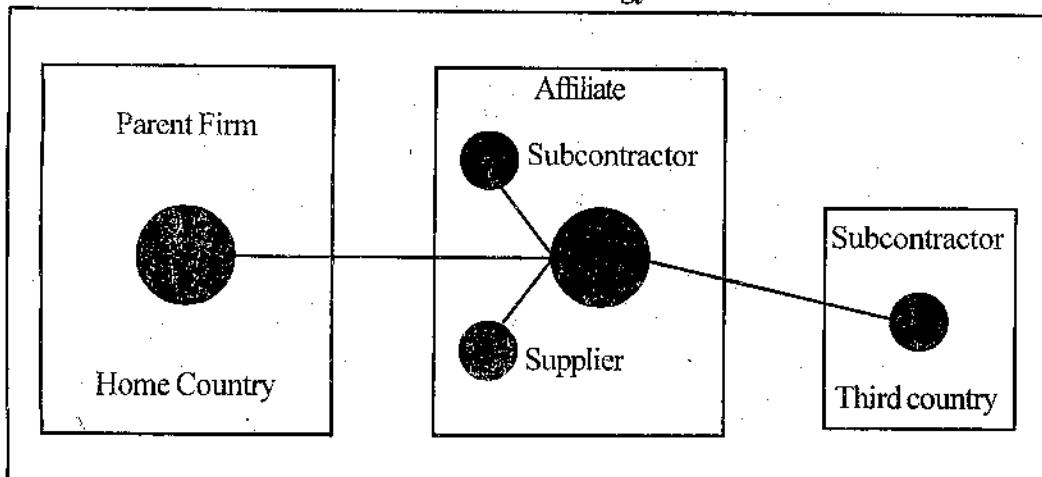 Parent Firm
Home Country
Affiliate
Subcontractor
Supplier
Subcontractor
Third country